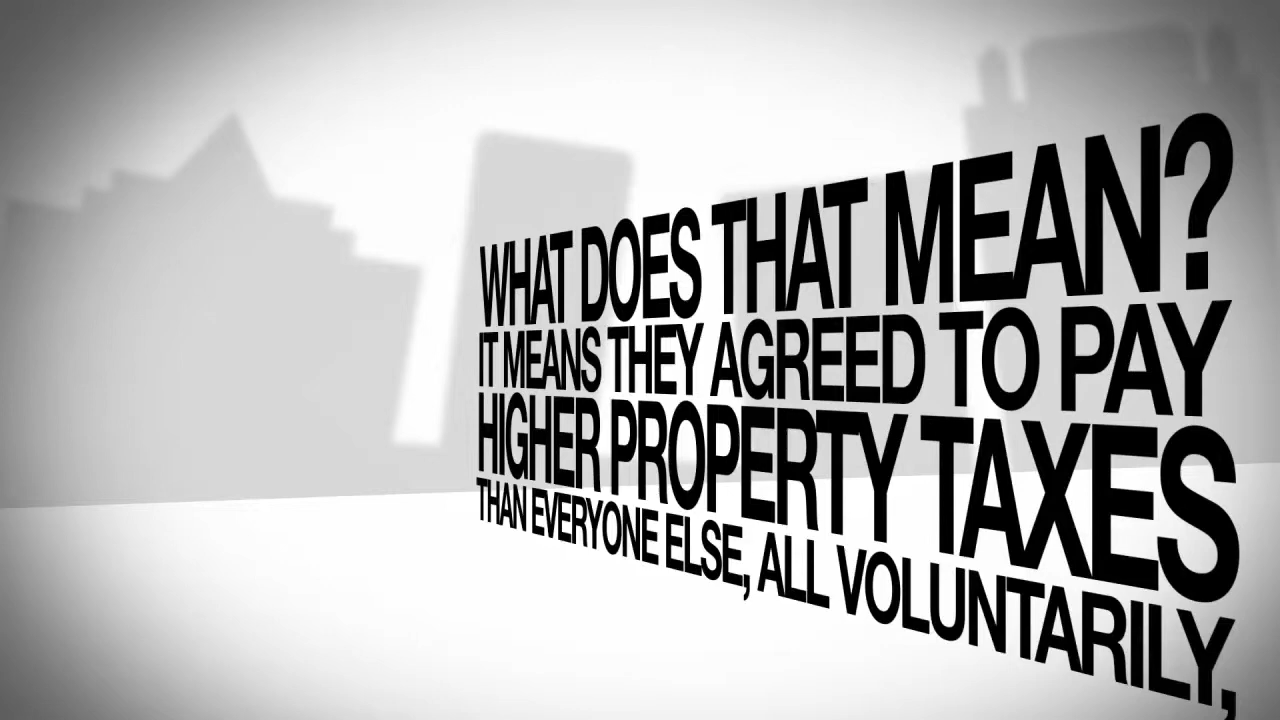 WHAT DOES THAT MEAN?
IT MEANS THEY AGREED TO PAY
HIGHER PROPERTY TAXES
THAN EVERYONE ELSE, ALL VOLUNTARILY,